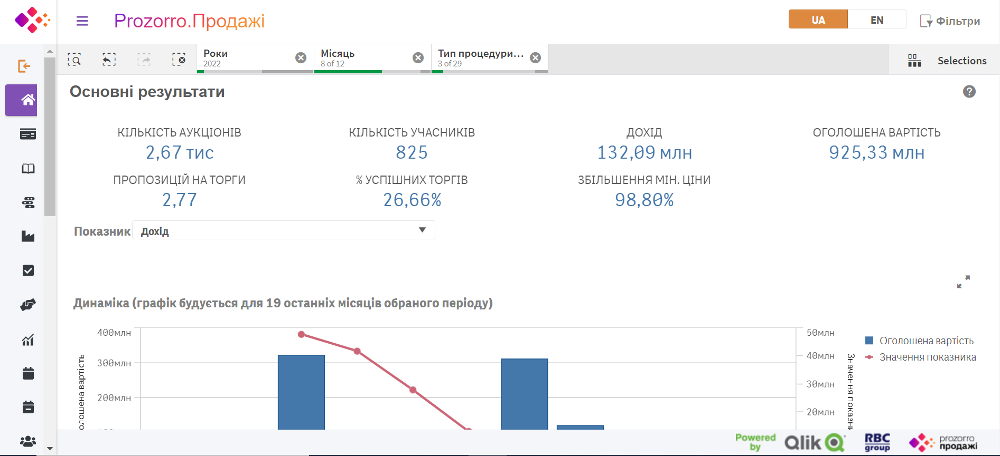 Prozorro.Продажі
UA
EN
Фільтри
Роки
2022
Місяць
8 of 12
Тип процедури...
3 of 29
Selections
Основні результати
КІЛЬКІСТЬ АУКЦІОНІВ
2,67 тис
КІЛЬКІСТЬ УЧАСНИКІВ
825
ДОХІД
132,09 млн
ОГОЛОШЕНА ВАРТІСТЬ
925,33 млн
ПРОПОЗИЦІЙ НА ТОРГИ
2,77
% УСПІШНИХ ТОРГІВ
26,66%
ЗБІЛЬШЕННЯ МІН. ЦІНИ
98,80%
Показник
Дохід
Динаміка (графік будується для 19 останніх місяців обраного періоду)
400млн
300млн
200млн
олошена вартість
50млн
40млн
30млн
20млн
Значення показни
Оголошена вартість
Значення показника
Powered
by
Qlik
RBC
group
prozorro
продажі